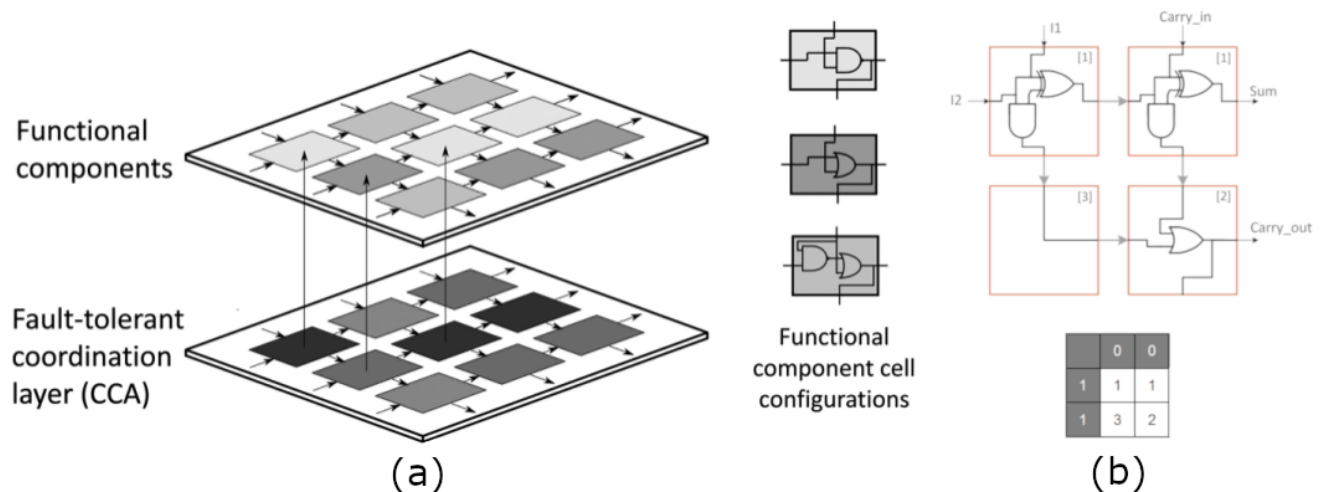 Functional
components
Fault-tolerant
coordination
layer (CCA)
(a)
Functional
component cell
configurations
I1
Carry_in
[1]
[1]
I2
Sum
[3]
[2]
Carry_out
0 0
1 1 1
1 3 2
(b)